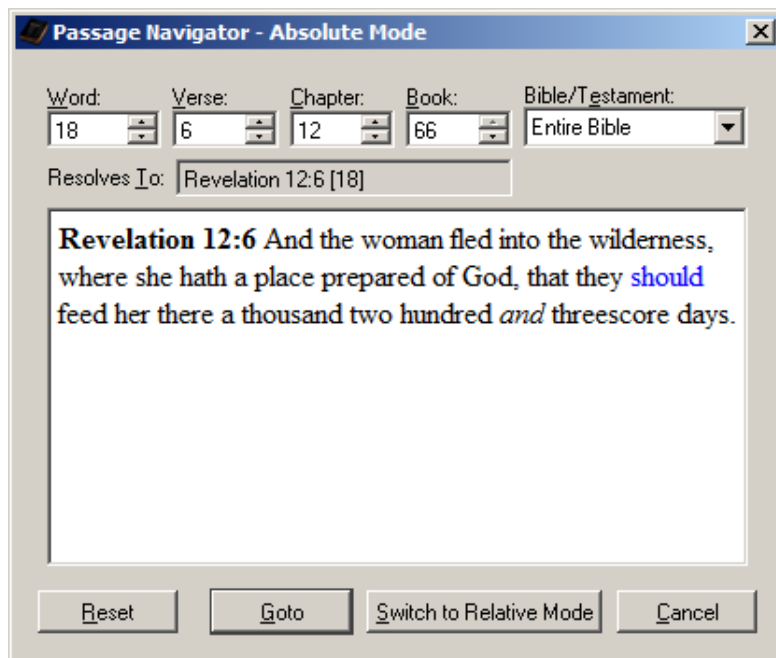 Passage Navigator - Absolute Mode
Word: Verse: Chapter: Book: Bible/Testament:
18 6 12 66 Entire Bible
Resolves To: Revelation 12:6 [18]
Revelation 12:6 And the woman fled into the wilderness,
where she hath a place prepared of God, that they should
feed her there a thousand two hundred and threescore days.
Reset Goto Switch to Relative Mode Cancel